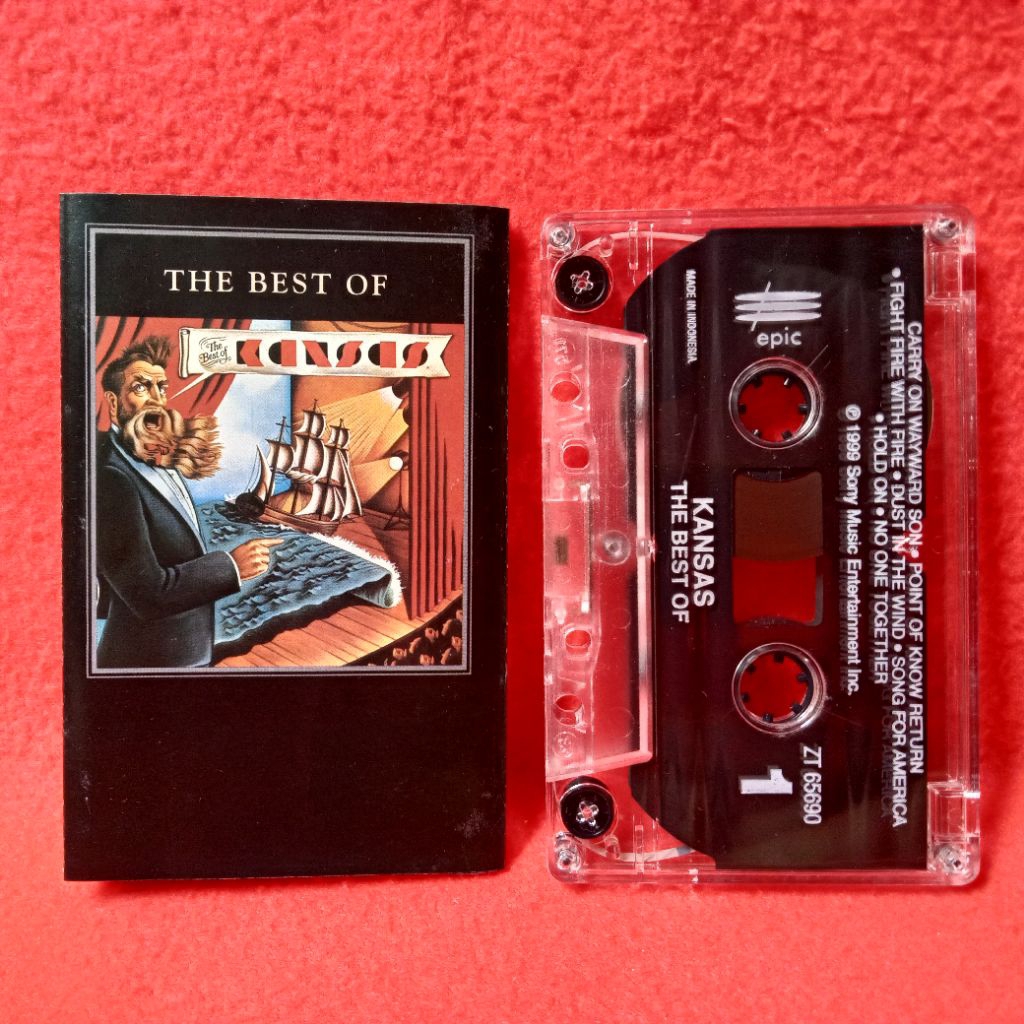 THE BEST OF
The
Best of
KANSAS
CARRY ON WAYWARD SON • POINT OF KNOW RETURN
• FIGHT FIRE WITH FIRE • DUST IN THE WIND • SONG FOR AMERICA
• HOLD ON • NO ONE TOGETHER
℗ 1999 Sony Music Entertainment Inc.
epic
ZT 65690
1
KANSAS
THE BEST OF
MADE IN INDONESIA